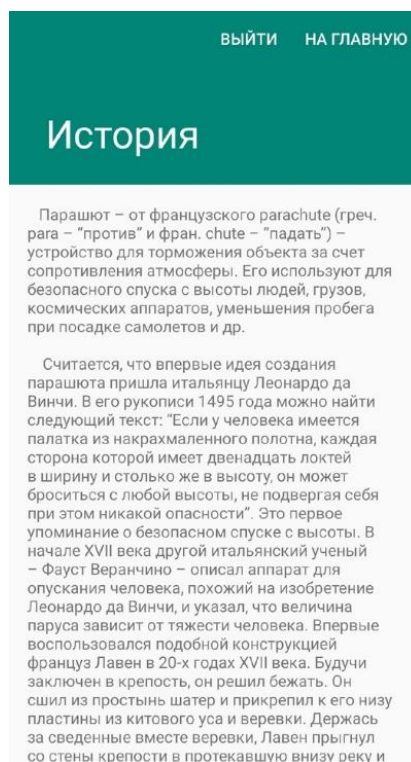 ВЫЙТИ НА ГЛАВНУЮ
История
Парашют – от французского parachute (греч.
para – “против” и фран. chute – “падать”) –
устройство для торможения объекта за счет
сопротивления атмосферы. Его используют для
безопасного спуска с высоты людей, грузов,
космических аппаратов, уменьшения пробега
при посадке самолетов и др.
Считается, что впервые идея создания
парашюта пришла итальянцу Леонардо да
Винчи. В его рукописи 1495 года можно найти
следующий текст: “Если у человека имеется
палатка из накрахмаленного полотна, каждая
сторона которой имеет двенадцать локтей
в ширину и столько же в высоту, он может
броситься с любой высоты, не подвергая себя
при этом никакой опасности”. Это первое
упоминание о безопасном спуске с высоты. В
начале XVII века другой итальянский ученый
– Фауст Веранчино – описал аппарат для
опускания человека, похожий на изобретение
Леонардо да Винчи, и указал, что величина
паруса зависит от тяжести человека. Впервые
воспользовался подобной конструкцией
француз Лавен в 20-х годах XVII века. Будучи
заключен в крепость, он решил бежать. Он
сшил из простынь шатер и прикрепил к его низу
пластины из китового уса и веревки. Держась
за сведенные вместе веревки, Лавен прыгнул
со стены крепости в протекавшую внизу реку и